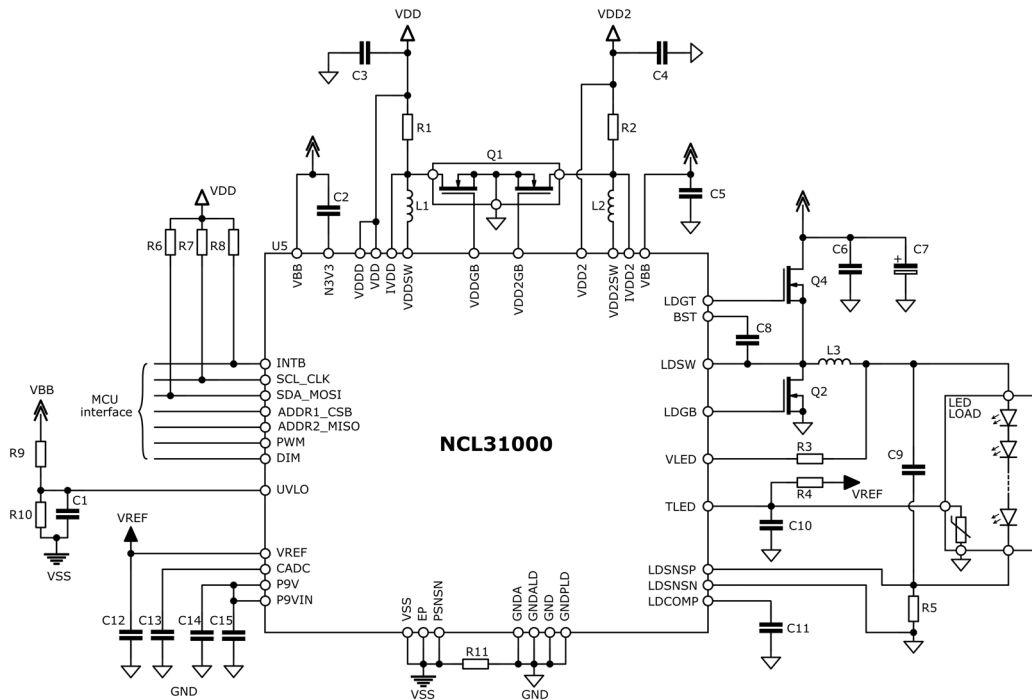 VDD
VDD2
C3
C4
R1
R2
Q1
C2
L1
L2
C5
VDD
R6
R7
R8
U5
VBB
N3V3
VDDD
VDD
IVDD
VDDSW
VDDGB
VDD2GB
VDD2
VDD2SW
IVDD2
VBB
C6
+
C7
LDGT
Q4
BST
C8
INTB
LDSW
L3
SCL_CLK
SDA_MOSI
MCU
interface
ADDR1_CSB
LDGB
Q2
LED
LOAD
ADDR2_MISO
VBB
PWM
NCL31000
DIM
VLED
R3
C9
R9
UVLO
R4
VREF
C1
R10
TLED
C10
VREF
VSS
VREF
CADC
LDSNSP
P9V
LDSNSN
P9VIN
LDCOMP
R5
C12
C13
C14
C15
VSS
EP
PSNSN
GNDA
GNDALD
GND
GNDPLD
C11
R11
GND
VSS
GND